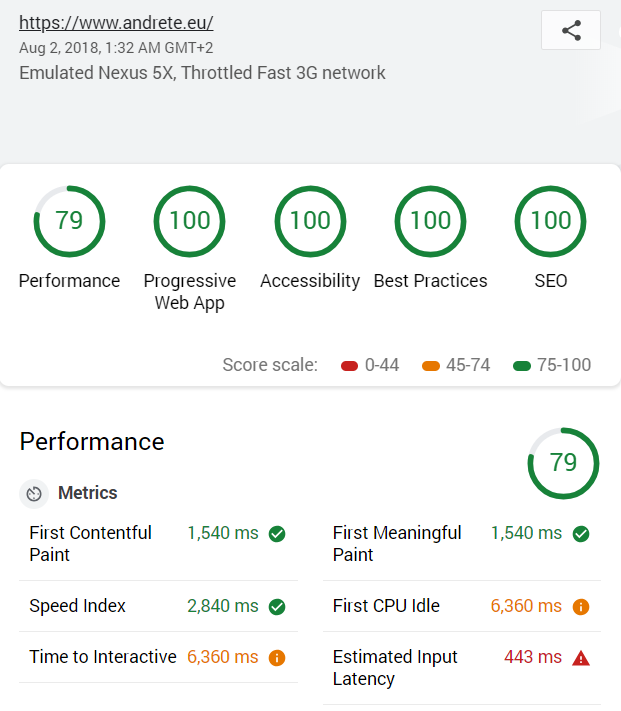 https://www.andrete.eu/
Aug 2, 2018, 1:32 AM GMT+2
Emulated Nexus 5X, Throttled Fast 3G network
79
100
100
100
100
Performance
Progressive
Web App
Accessibility
Best Practices
SEO
Score scale:
0-44
45-74
75-100
Performance
79
Metrics
First Contentful
Paint
1,540 ms
First Meaningful
Paint
1,540 ms
Speed Index
2,840 ms
First CPU Idle
6,360 ms
Time to Interactive
6,360 ms
Estimated Input
Latency
443 ms